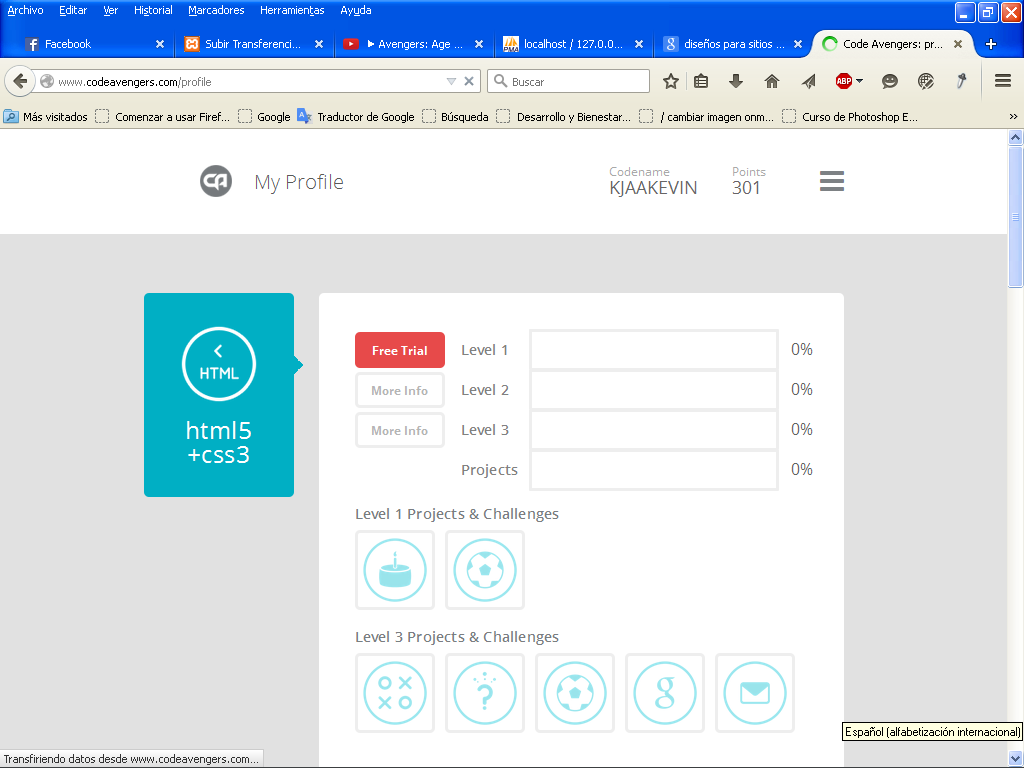 Archivo Editar Ver Historial Marcadores Herramientas Ayuda
Facebook Subir Transferenci... ► Avengers: Age ... localhost / 127.0.0... diseños para sitios ... Code Avengers: pr...
www.codeavengers.com/profile Buscar ABP
Más visitados Comenzar a usar Firef... Google Traductor de Google Búsqueda Desarrollo y Bienestar... / cambiar imagen onm... Curso de Photoshop E... »
CA My Profile
Codename Points
KJAAKEVIN 301
HTML
html5
+css3
Free Trial Level 1 0%
More Info Level 2 0%
More Info Level 3 0%
Projects 0%
Level 1 Projects & Challenges
Level 3 Projects & Challenges
? g
Español (alfabetización internacional)
Transfiriendo datos desde www.codeavengers.com...